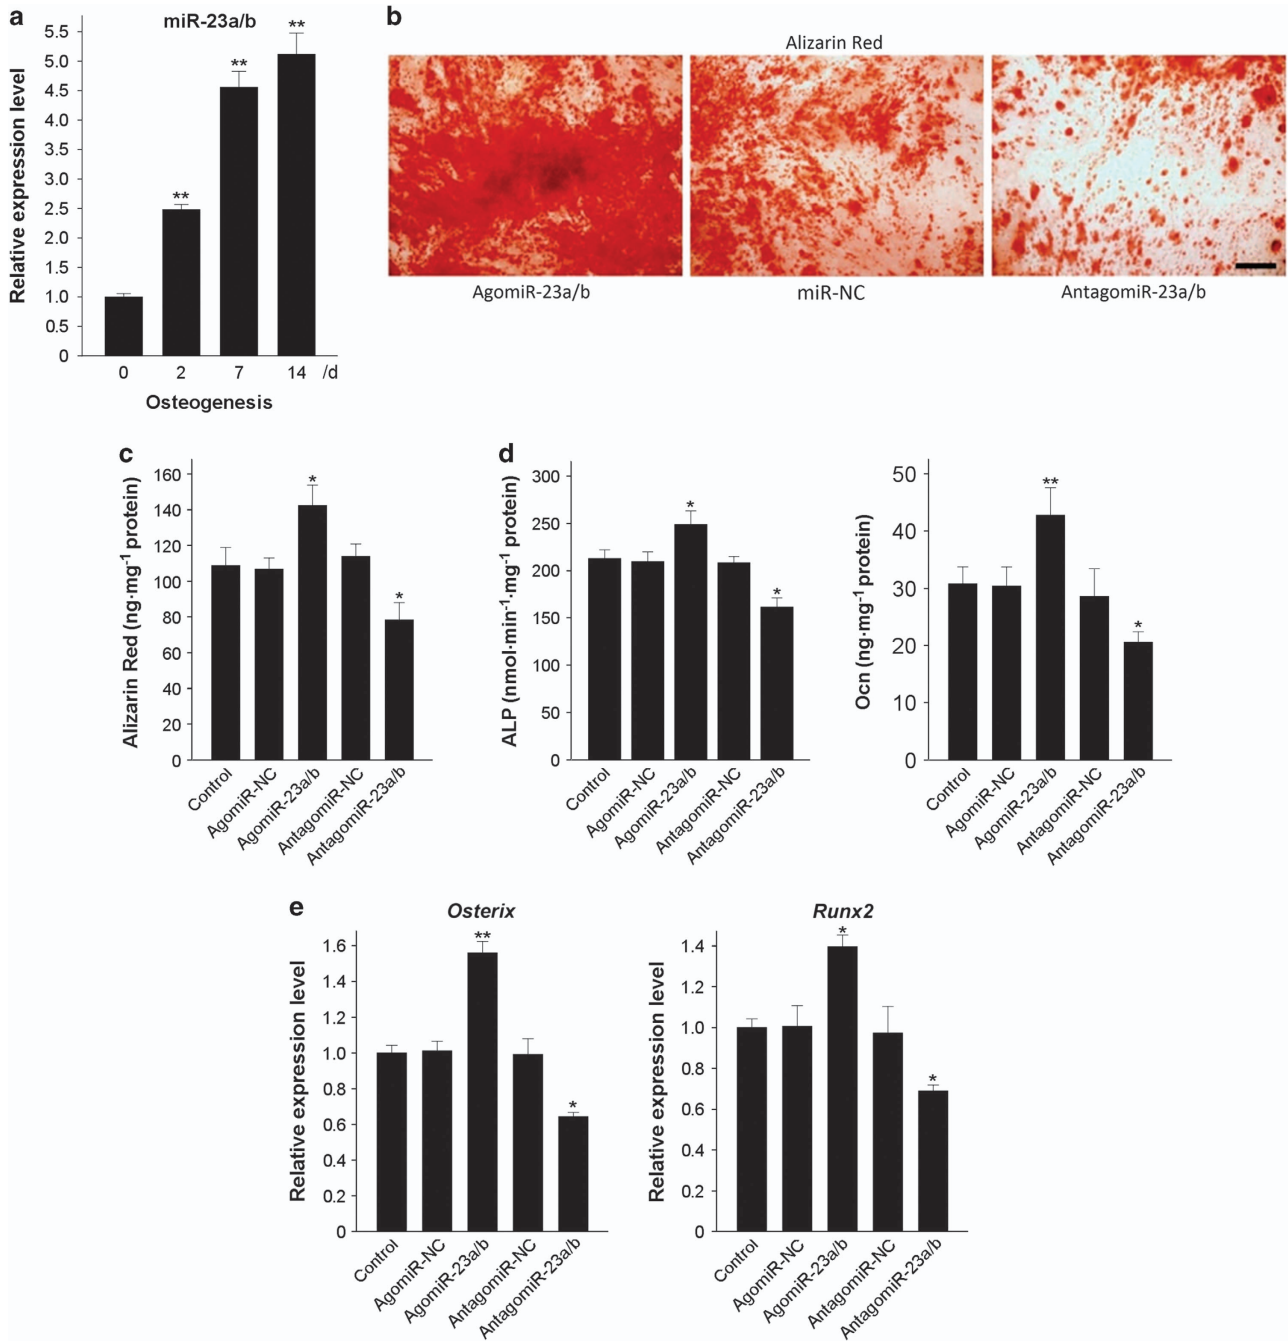 a
miR-23a/b
Relative expression level
5.5
5.0
4.5
4.0
3.5
3.0
2.5
2.0
1.5
1.0
0.5
0
**
**
**
0 2 7 14 /d
Osteogenesis
b
Alizarin Red
AgomiR-23a/b
miR-NC
AntagomiR-23a/b
c
Alizarin Red (ng·mg⁻¹ protein)
160
140
120
100
80
60
40
20
0
*
*
Control
AgomiR-NC
AgomiR-23a/b
AntagomiR-NC
AntagomiR-23a/b
d
ALP (nmol·min⁻¹·mg⁻¹ protein)
300
250
200
150
100
50
0
*
*
Control
AgomiR-NC
AgomiR-23a/b
AntagomiR-NC
AntagomiR-23a/b
Ocn (ng·mg⁻¹ protein)
50
40
30
20
10
0
**
*
Control
AgomiR-NC
AgomiR-23a/b
AntagomiR-NC
AntagomiR-23a/b
e
Osterix
Relative expression level
1.6
1.4
1.2
1.0
0.8
0.6
0.4
0.2
0
**
*
Control
AgomiR-NC
AgomiR-23a/b
AntagomiR-NC
AntagomiR-23a/b
Runx2
Relative expression level
1.4
1.2
1.0
0.8
0.6
0.4
0.2
0
*
*
Control
AgomiR-NC
AgomiR-23a/b
AntagomiR-NC
AntagomiR-23a/b